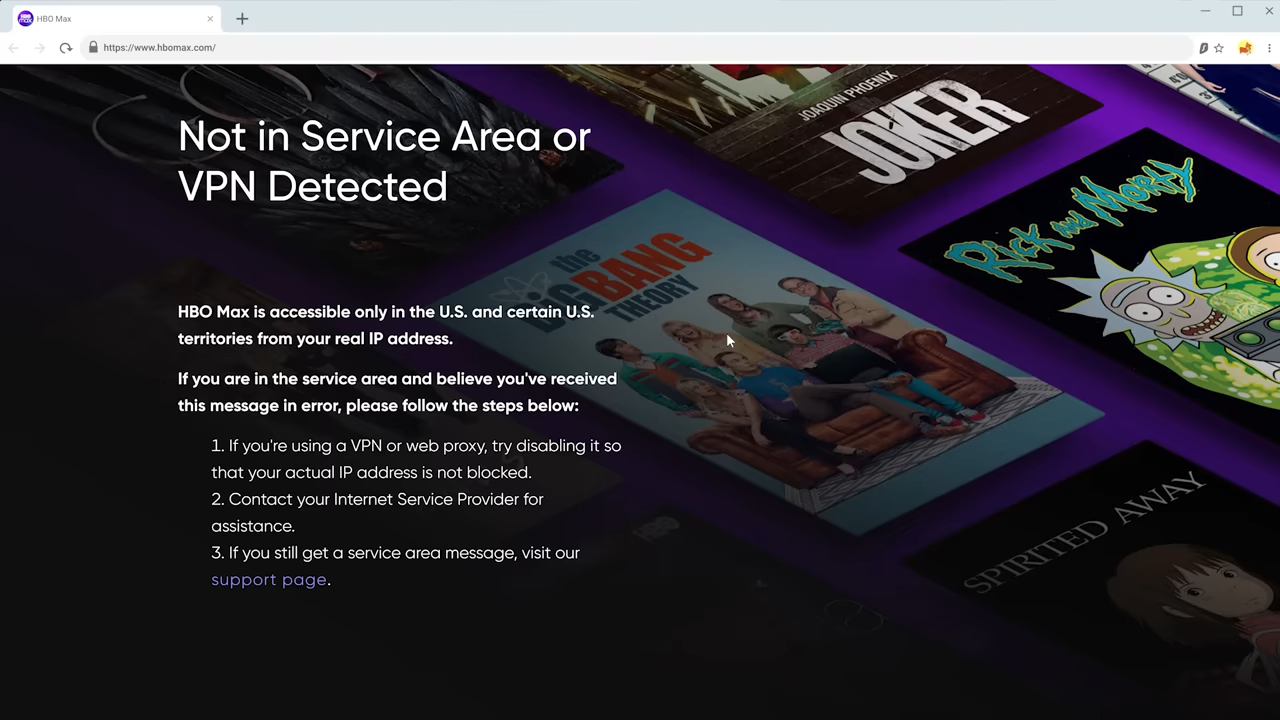 HBO Max
https://www.hbomax.com/
Not in Service Area or
VPN Detected
HBO Max is accessible only in the U.S. and certain U.S.
territories from your real IP address.
If you are in the service area and believe you've received
this message in error, please follow the steps below:
1. If you're using a VPN or web proxy, try disabling it so
that your actual IP address is not blocked.
2. Contact your Internet Service Provider for
assistance.
3. If you still get a service area message, visit our
support page.
JOAQUIN PHOENIX
JOKER
Rick and Morty
the
BIG BANG
THEORY
SPIRITED AWAY
HBO